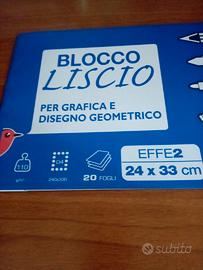 BLOCCO
LISCIO
PER GRAFICA E
DISEGNO GEOMETRICO
EFFE2
24 x 33 cm
110
20 FOGLI
subito